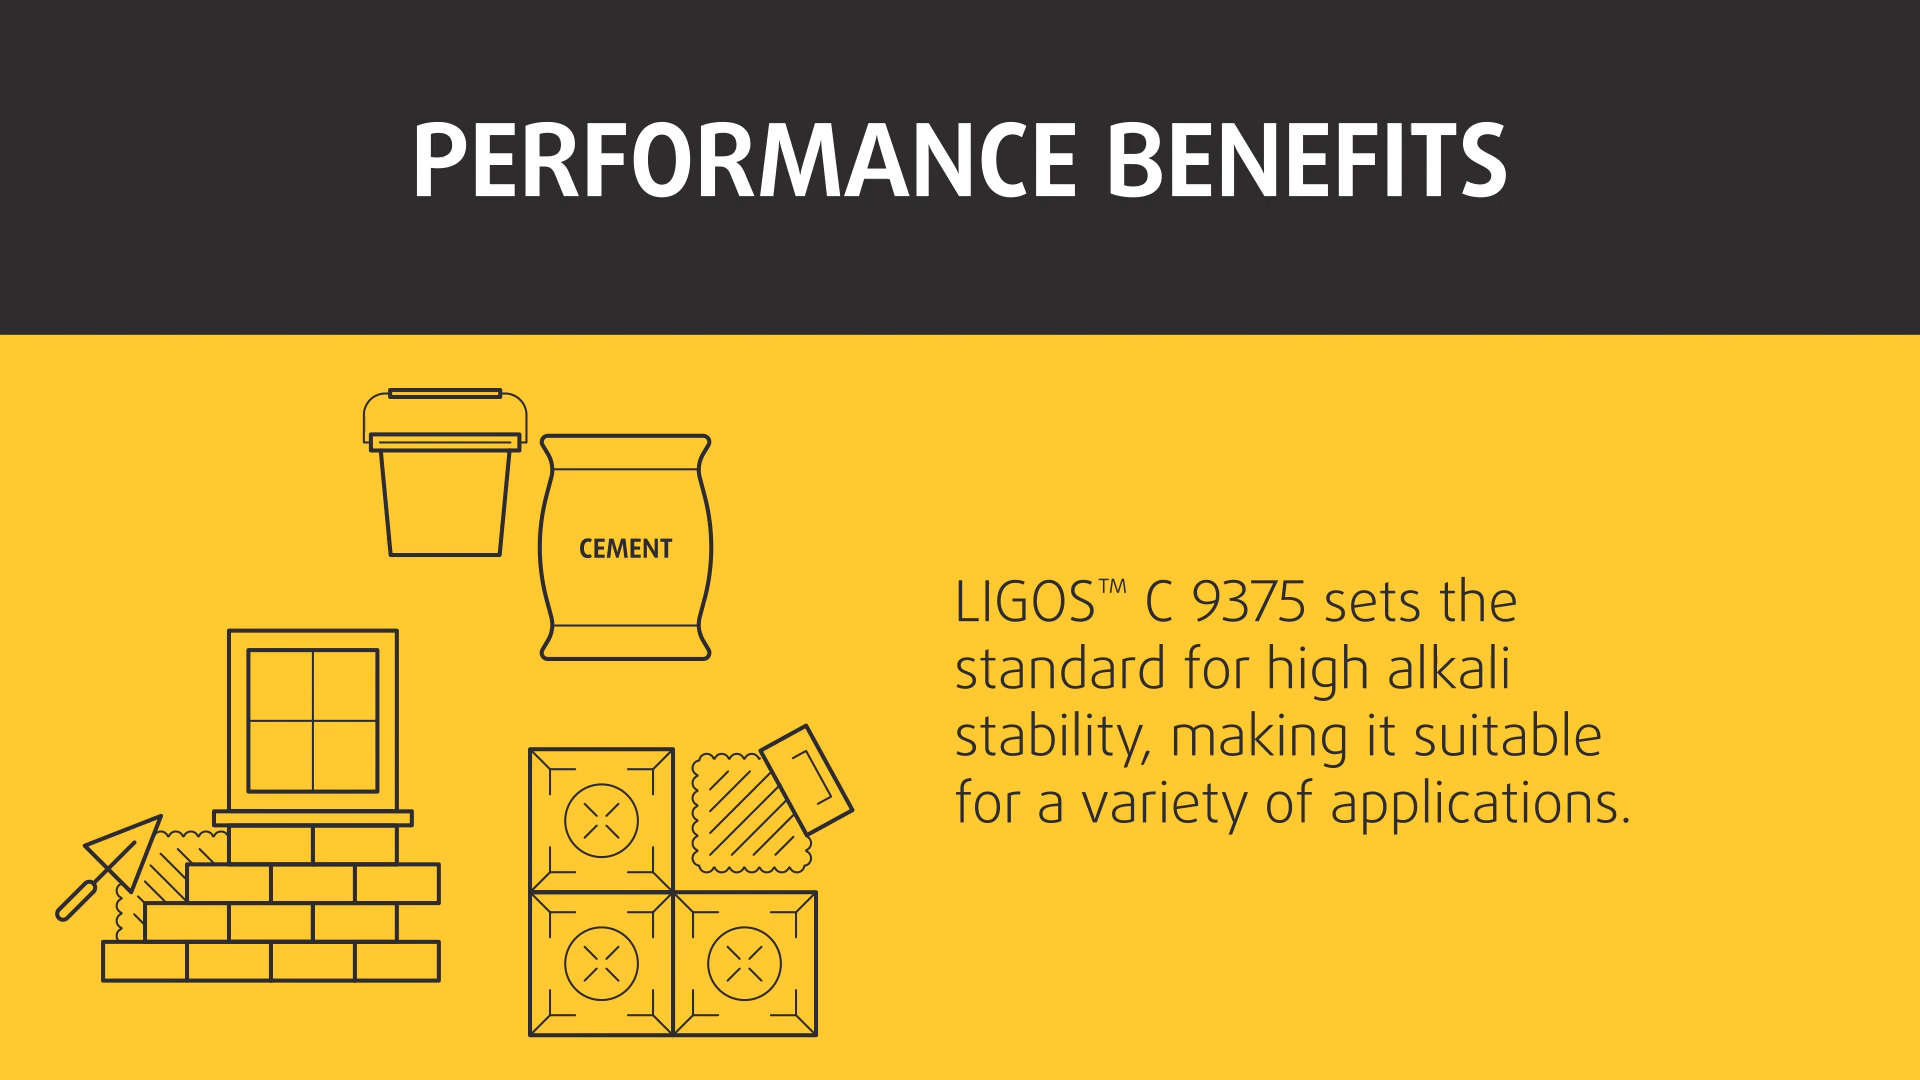 PERFORMANCE BENEFITS
CEMENT
LIGOS™ C 9375 sets the
standard for high alkali
stability, making it suitable
for a variety of applications.